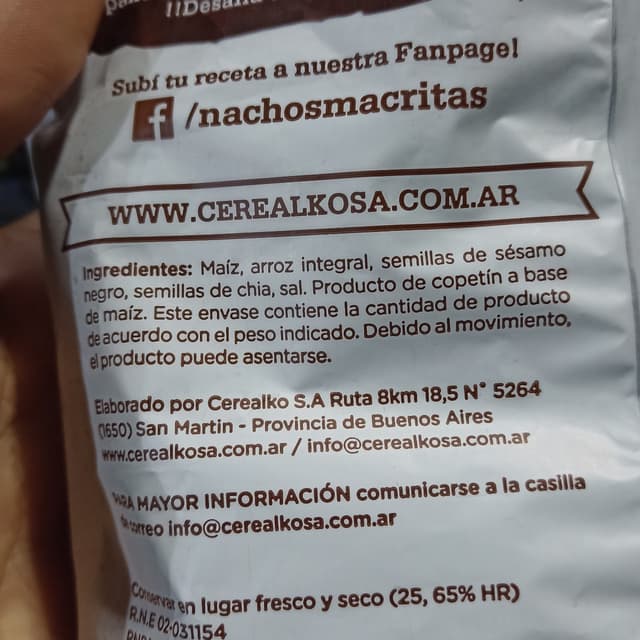 !!Desa
Subí tu receta a nuestra Fanpage!
f /nachosmacritas
WWW.CEREALKOSA.COM.AR
Ingredientes: Maíz, arroz integral, semillas de sésamo
negro, semillas de chia, sal. Producto de copetín a base
de maíz. Este envase contiene la cantidad de producto
de acuerdo con el peso indicado. Debido al movimiento,
el producto puede asentarse.
Elaborado por Cerealko S.A Ruta 8km 18,5 N° 5264
(1650) San Martin - Provincia de Buenos Aires
www.cerealkosa.com.ar / info@cerealkosa.com.ar
PARA MAYOR INFORMACIÓN comunicarse a la casilla
de correo info@cerealkosa.com.ar
Conservar en lugar fresco y seco (25, 65% HR)
R.N.E 02-031154